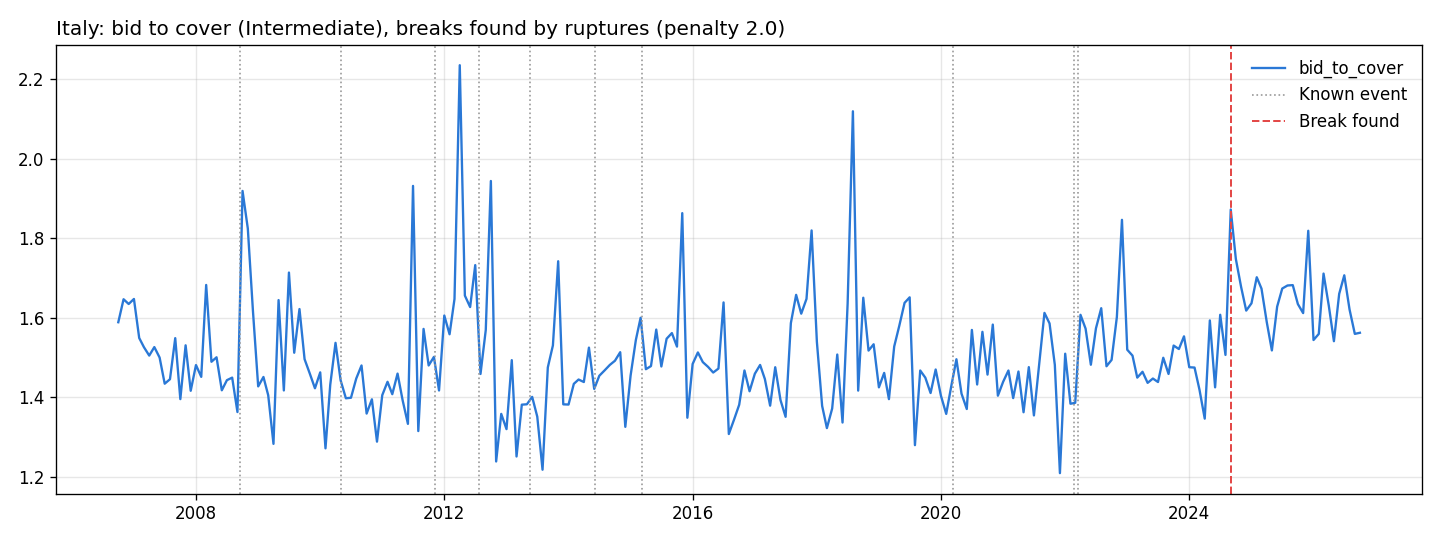 Italy: bid to cover (Intermediate), breaks found by ruptures (penalty 2.0)
bid_to_cover
Known event
Break found
2.2
2.0
1.8
1.6
1.4
1.2
2008
2012
2016
2020
2024